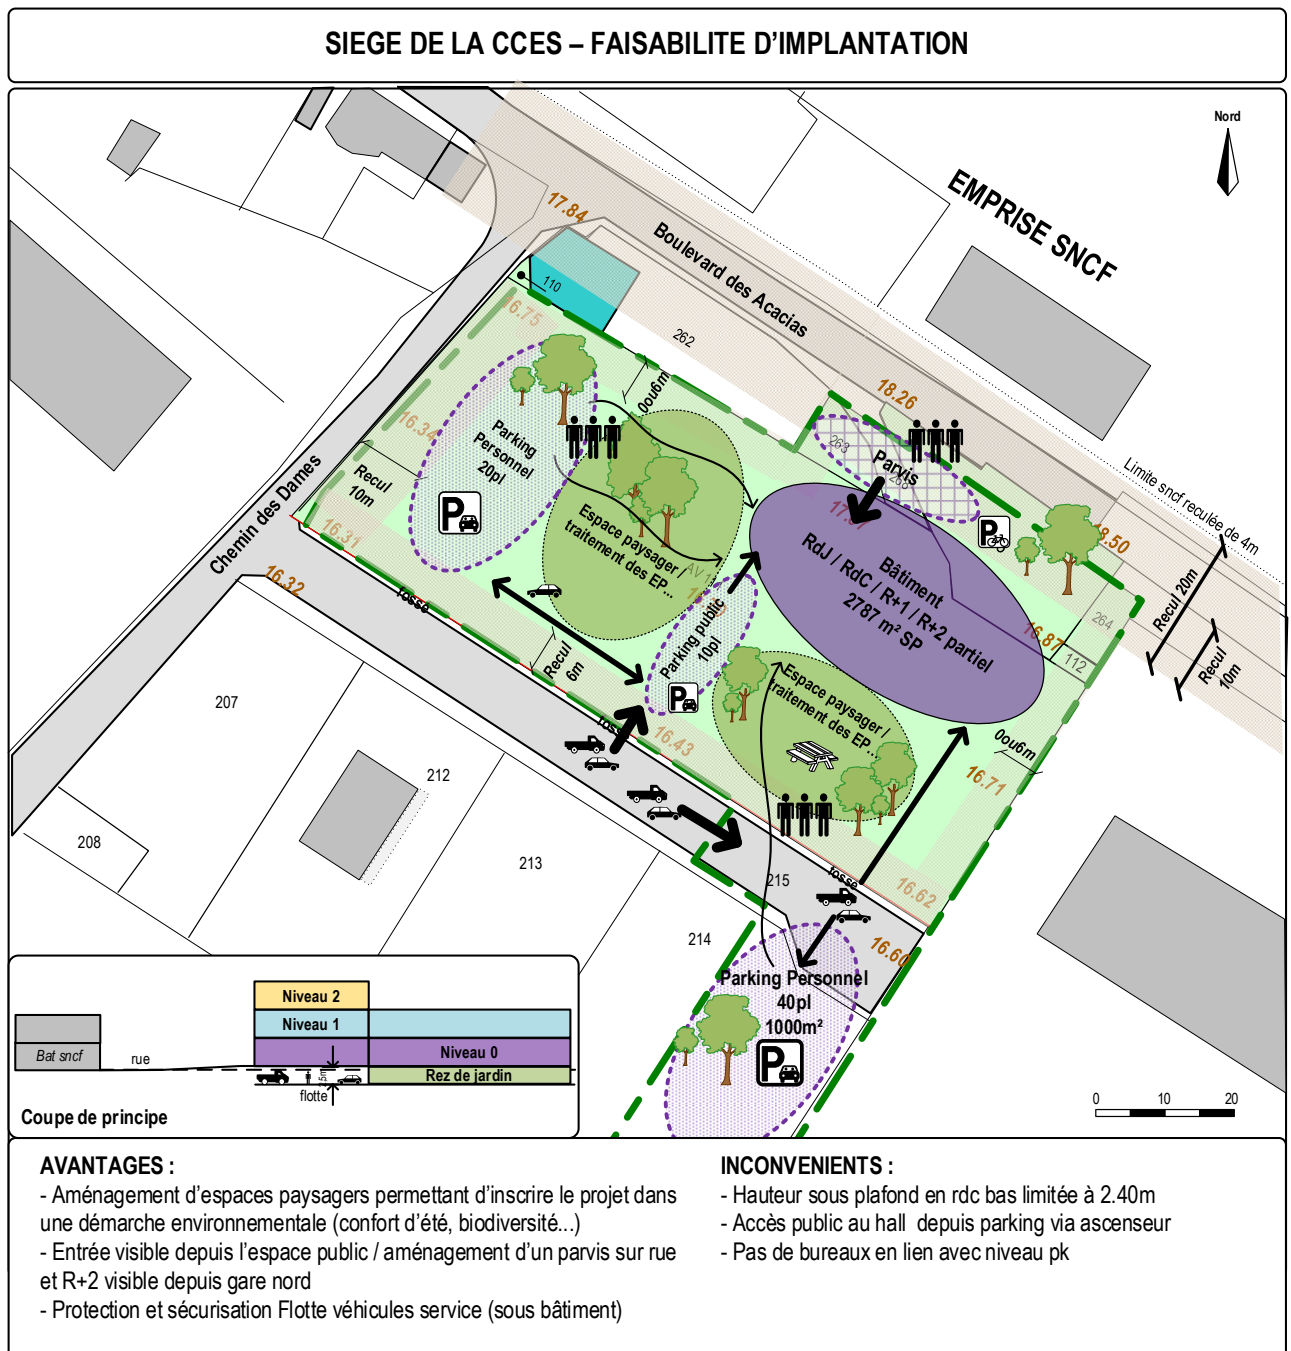 SIEGE DE LA CCES – FAISABILITE D'IMPLANTATION
Nord
EMPRISE SNCF
17.84
Boulevard des Acacias
110
16.75
262
0ou6m
18.26
16.34
Parking
Personnel
20pl
263
Parvis
268
Limite sncf reculée de 4m
Recul
10m
P
Chemin des Dames
16.31
Espace paysager /
traitement des EP...
P
18.50
Bâtiment
RdJ / RdC / R+1 / R+2 partiel
2787 m² SP
Recul 20m
16.32
fosse
AV 1
Parking public
10pl
16.87
264
112
Recul
10m
Recul
6m
P
Espace paysager /
traitement des EP...
207
16.43
0ou6m
16.71
212
208
213
215
fosse
16.62
214
16.60
Parking Personnel
40pl
1000m²
P
Niveau 2
Niveau 1
Niveau 0
Bat sncf
rue
Rez de jardin
flotte
Coupe de principe
0 10 20
AVANTAGES :
- Aménagement d'espaces paysagers permettant d'inscrire le projet dans
une démarche environnementale (confort d'été, biodiversité...)
- Entrée visible depuis l'espace public / aménagement d'un parvis sur rue
et R+2 visible depuis gare nord
- Protection et sécurisation Flotte véhicules service (sous bâtiment)
INCONVENIENTS :
- Hauteur sous plafond en rdc bas limitée à 2.40m
- Accès public au hall depuis parking via ascenseur
- Pas de bureaux en lien avec niveau pk